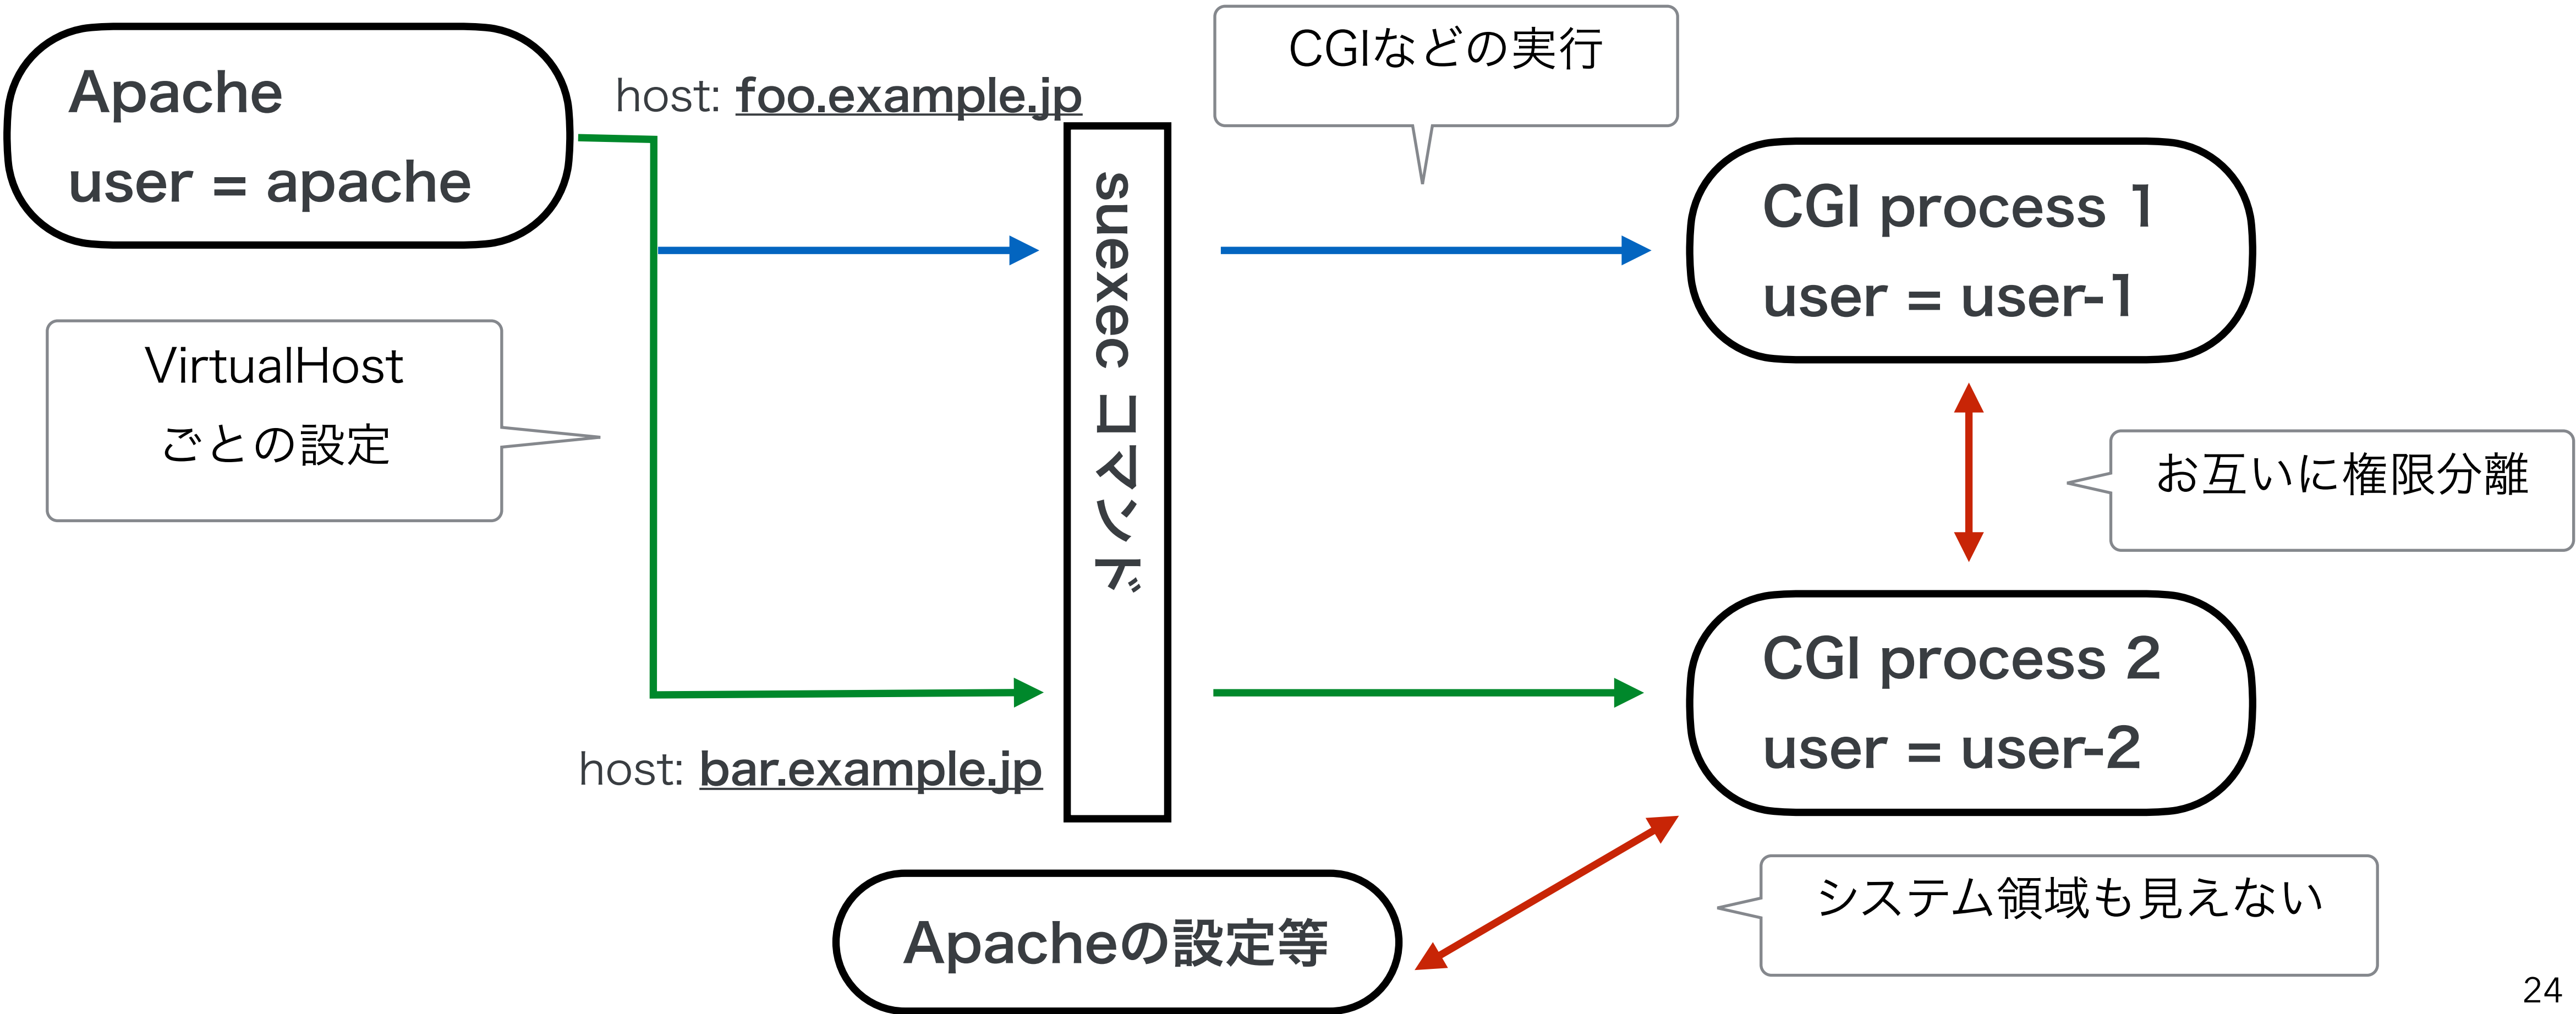 Apache
user = apache
host: foo.example.jp
CGIなどの実行
suexec コマンド
CGI process 1
user = user-1
VirtualHost
ごとの設定
お互いに権限分離
CGI process 2
user = user-2
host: bar.example.jp
システム領域も見えない
Apacheの設定等
24